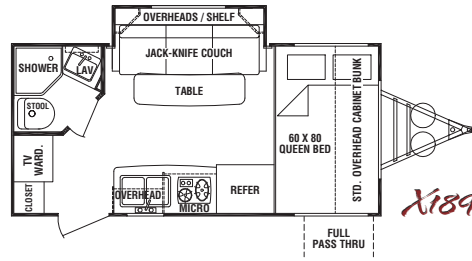 OVERHEADS / SHELF
JACK-KNIFE COUCH
SHOWER
LAV
STOOL
TABLE
60 X 80
QUEEN BED
STD. OVERHEAD CABINET BUNK
TV
WARD.
CLOSET
OVERHEAD
MICRO
REFER
FULL
PASS THRU
X189